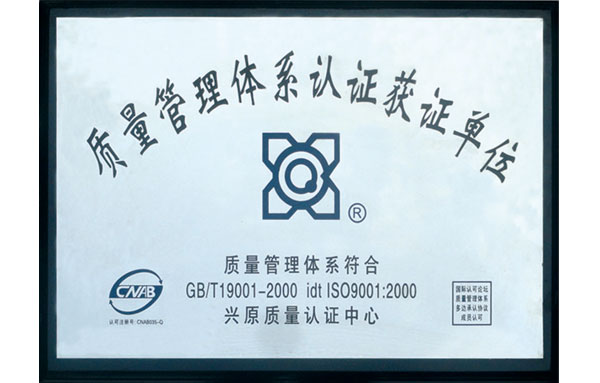 质量管理体系认证获证单位
Q
®
质量管理体系符合
GB/T19001-2000 idt ISO9001:2000
兴原质量认证中心
CNAB
认可注册号: CNAB035-Q
国际认可论坛
质量管理体系
多边承认协议
成员认可